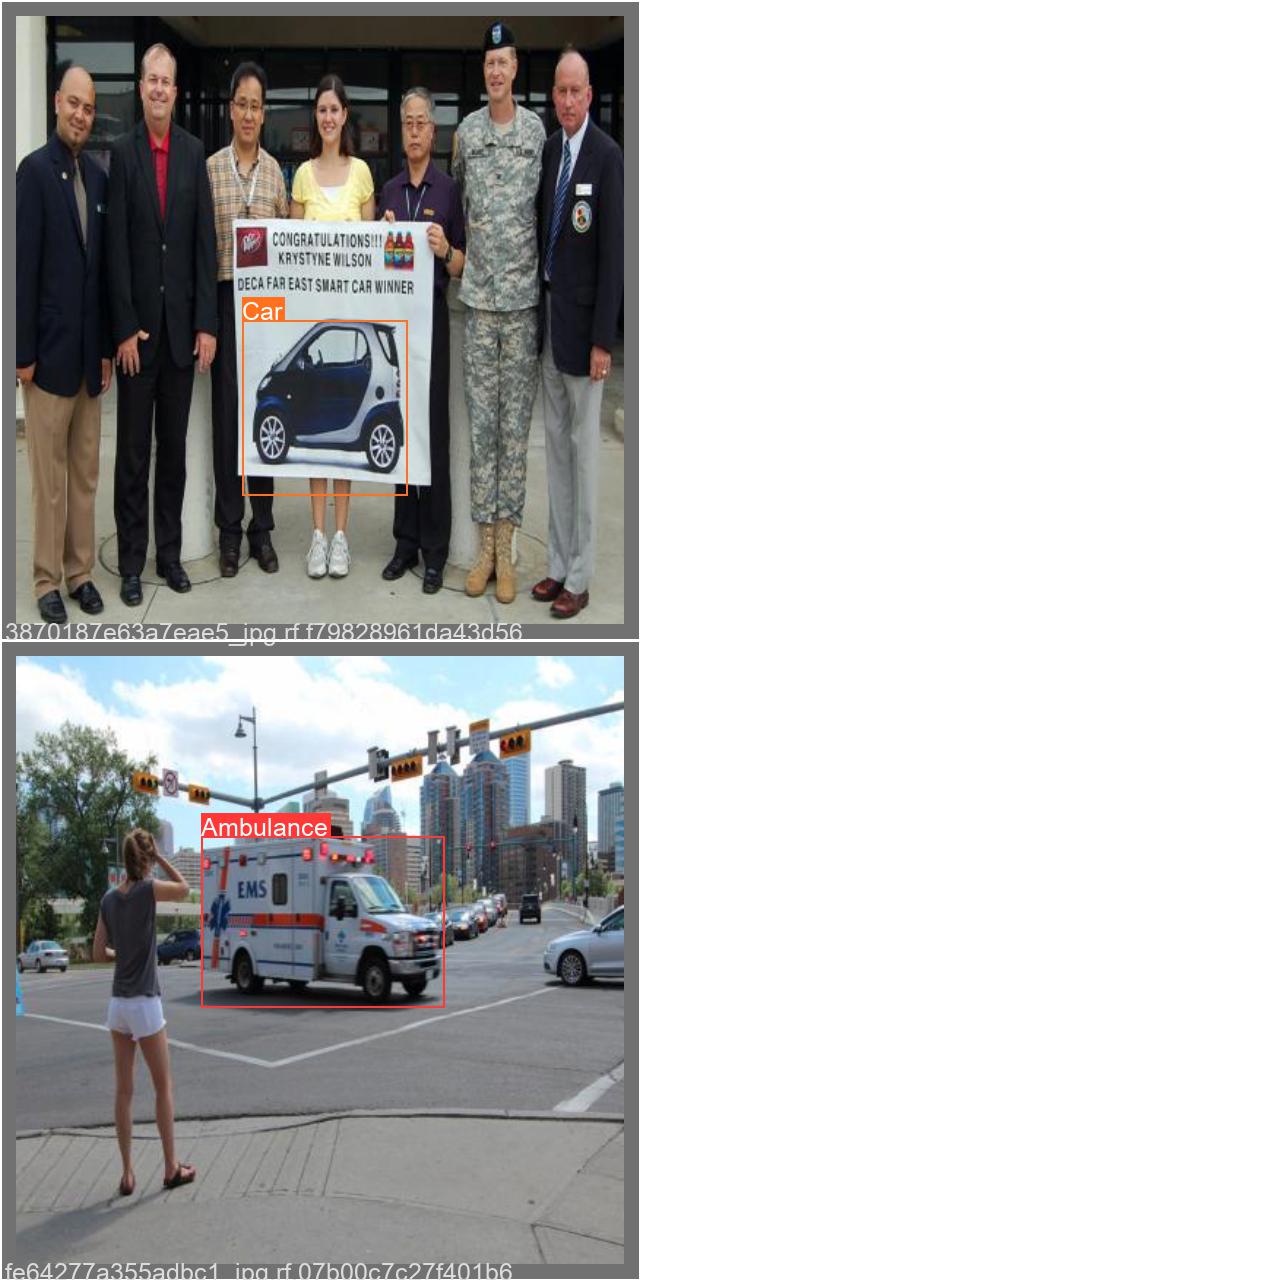 CONGRATULATIONS!!!
KRYSTYNE WILSON
DECA FAR EAST SMART CAR WINNER
Car
3870187e63a7eae5_jpg.rf.f79828961da43d56
Ambulance
EMS
fe64277a355adbc1_jpg.rf.07b00c7c27f401b6